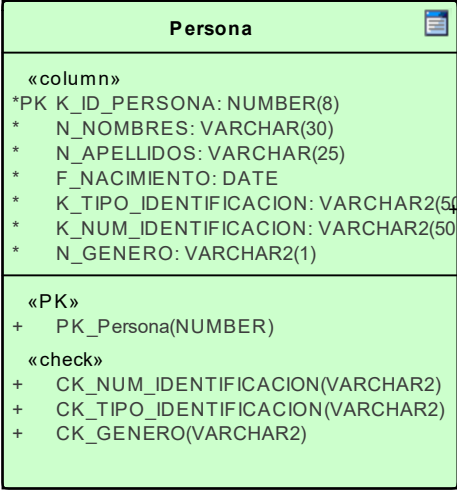 Persona
«column»
*PK K_ID_PERSONA: NUMBER(8)
* N_NOMBRES: VARCHAR(30)
* N_APELLIDOS: VARCHAR(25)
* F_NACIMIENTO: DATE
* K_TIPO_IDENTIFICACION: VARCHAR2(50
* K_NUM_IDENTIFICACION: VARCHAR2(50
* N_GENERO: VARCHAR2(1)
«PK»
+ PK_Persona(NUMBER)
«check»
+ CK_NUM_IDENTIFICACION(VARCHAR2)
+ CK_TIPO_IDENTIFICACION(VARCHAR2)
+ CK_GENERO(VARCHAR2)